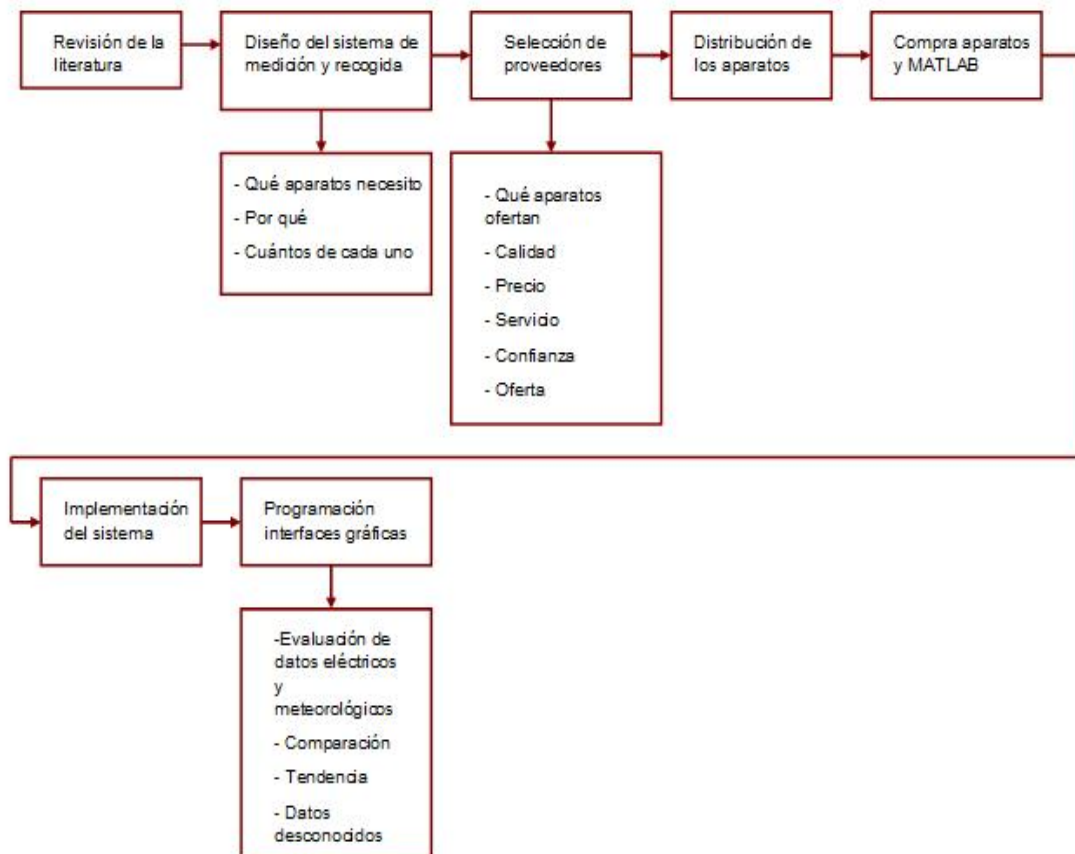 Revisión de la
literatura
Diseño del sistema de
medición y recogida
Selección de
proveedores
Distribución de
los aparatos
Compra aparatos
y MATLAB
- Qué aparatos necesito
- Por qué
- Cuántos de cada uno
- Qué aparatos
ofertan
- Calidad
- Precio
- Servicio
- Confianza
- Oferta
Implementación
del sistema
Programación
interfaces gráficas
-Evaluación de
datos eléctricos
y
meteorológicos
- Comparación
- Tendencia
- Datos
desconocidos